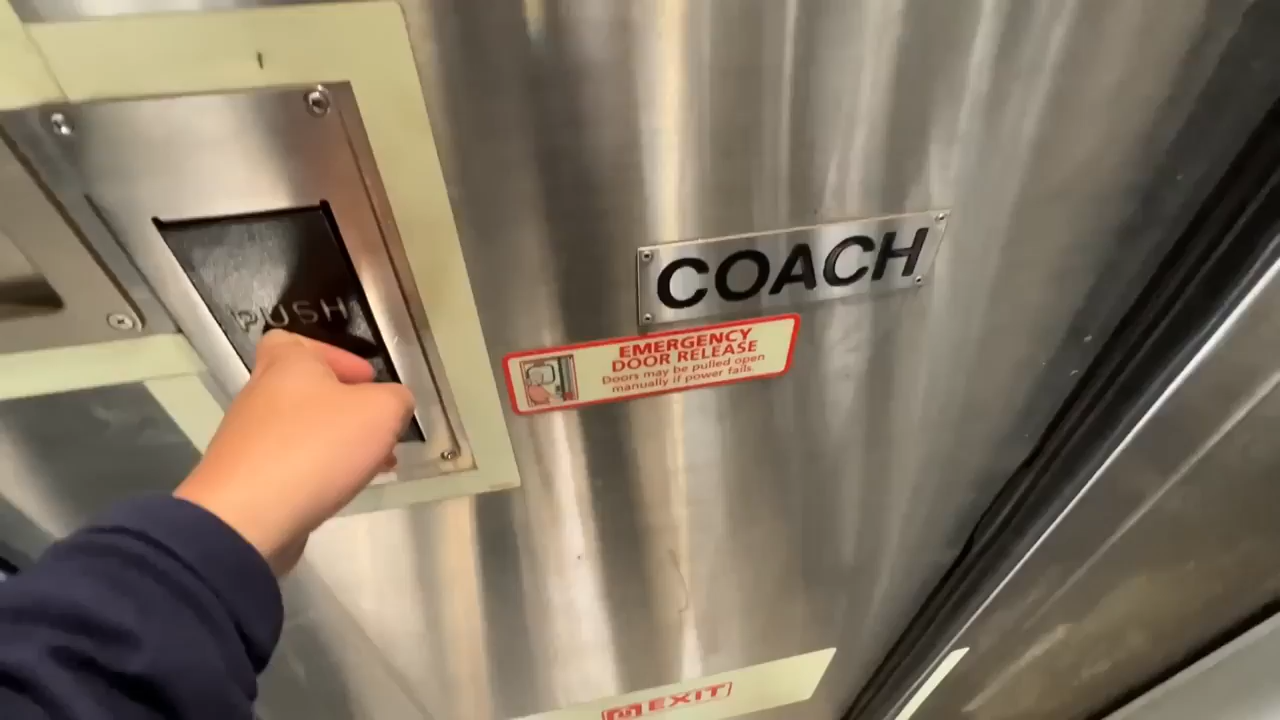 PUSH
COACH
EMERGENCY
DOOR RELEASE
Doors may be pulled open
manually if power fails.
EXIT